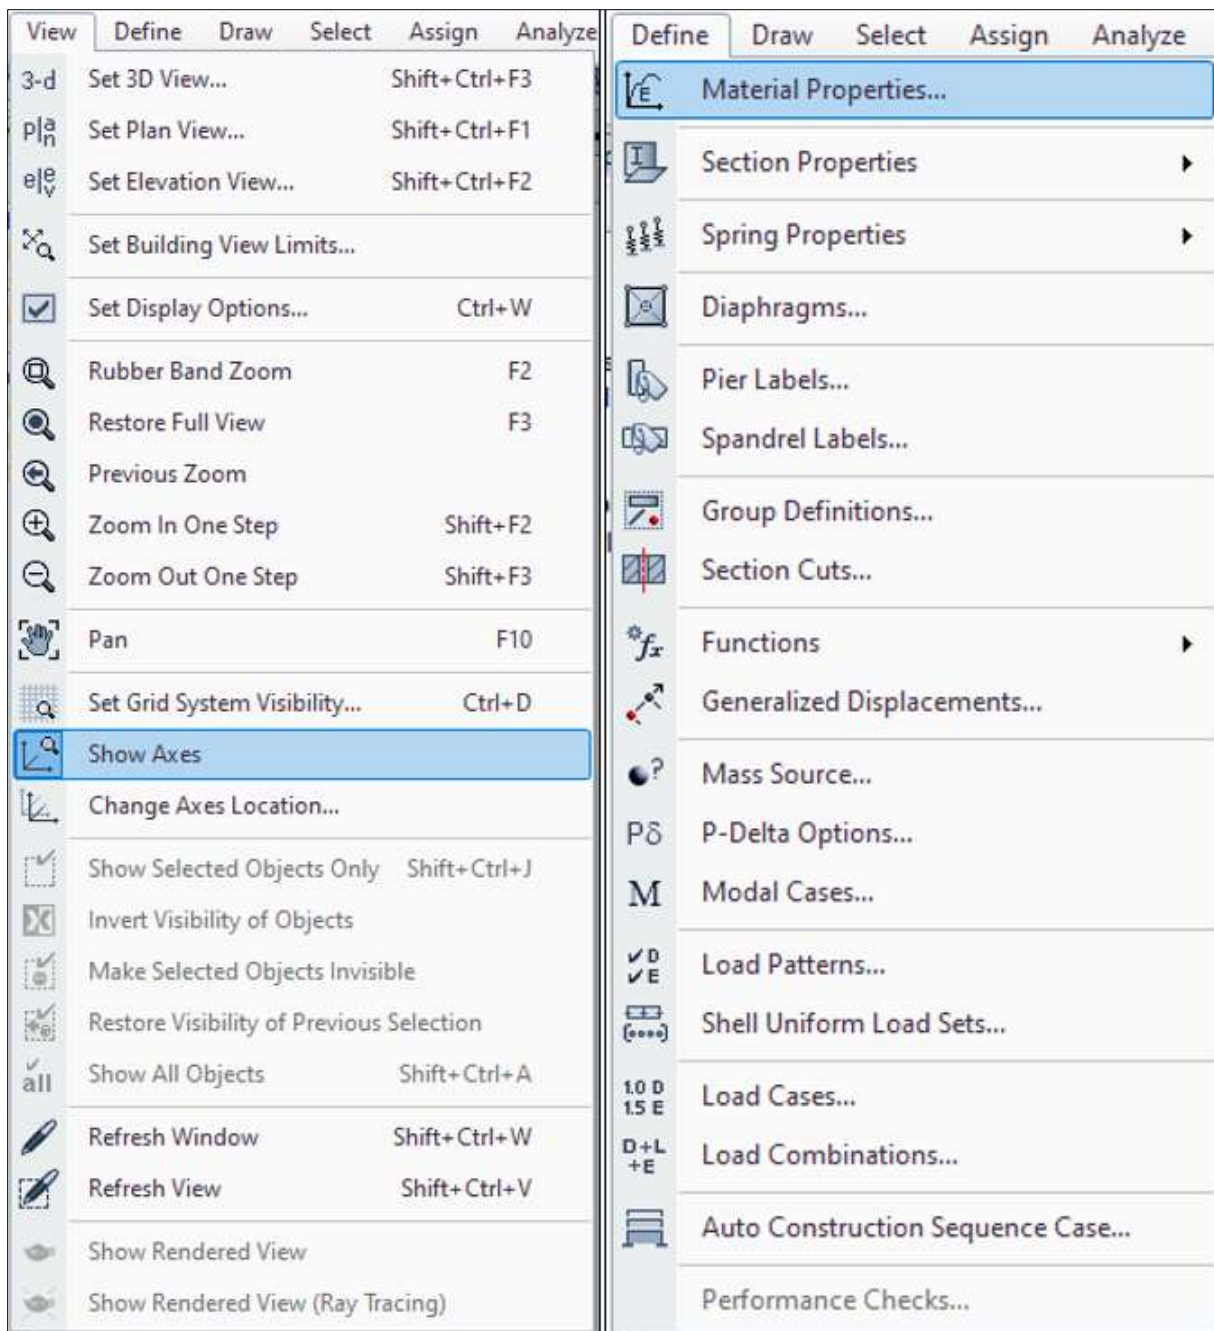 View Define Draw Select Assign Analyze
3-d Set 3D View... Shift+Ctrl+F3
pl an Set Plan View... Shift+Ctrl+F1
el ev Set Elevation View... Shift+Ctrl+F2
Set Building View Limits...
Set Display Options... Ctrl+W
Rubber Band Zoom F2
Restore Full View F3
Previous Zoom
Zoom In One Step Shift+F2
Zoom Out One Step Shift+F3
Pan F10
Set Grid System Visibility... Ctrl+D
Show Axes
Change Axes Location...
Show Selected Objects Only Shift+Ctrl+J
Invert Visibility of Objects
Make Selected Objects Invisible
Restore Visibility of Previous Selection
all Show All Objects Shift+Ctrl+A
Refresh Window Shift+Ctrl+W
Refresh View Shift+Ctrl+V
Show Rendered View
Show Rendered View (Ray Tracing)
Define Draw Select Assign Analyze
E Material Properties...
I Section Properties
Spring Properties
Diaphragms...
Pier Labels...
Spandrel Labels...
Group Definitions...
Section Cuts...
fx Functions
Generalized Displacements...
? Mass Source...
Pδ P-Delta Options...
M Modal Cases...
D E Load Patterns...
Shell Uniform Load Sets...
1.0 D 1.5 E Load Cases...
D+L +E Load Combinations...
Auto Construction Sequence Case...
Performance Checks...